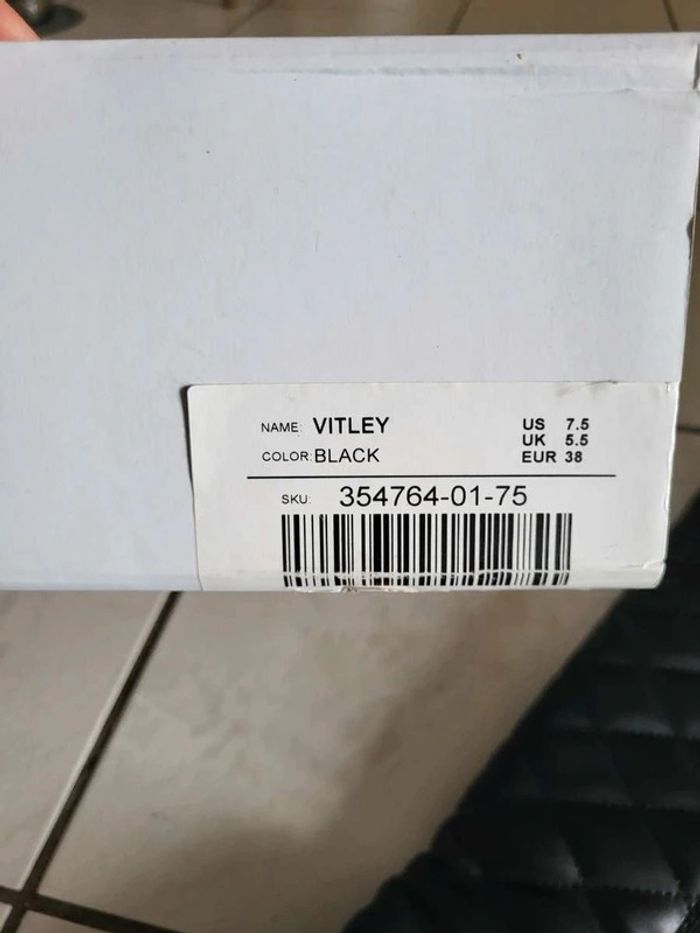 NAME: VITLEY
COLOR: BLACK
US 7.5
UK 5.5
EUR 38
SKU: 354764-01-75